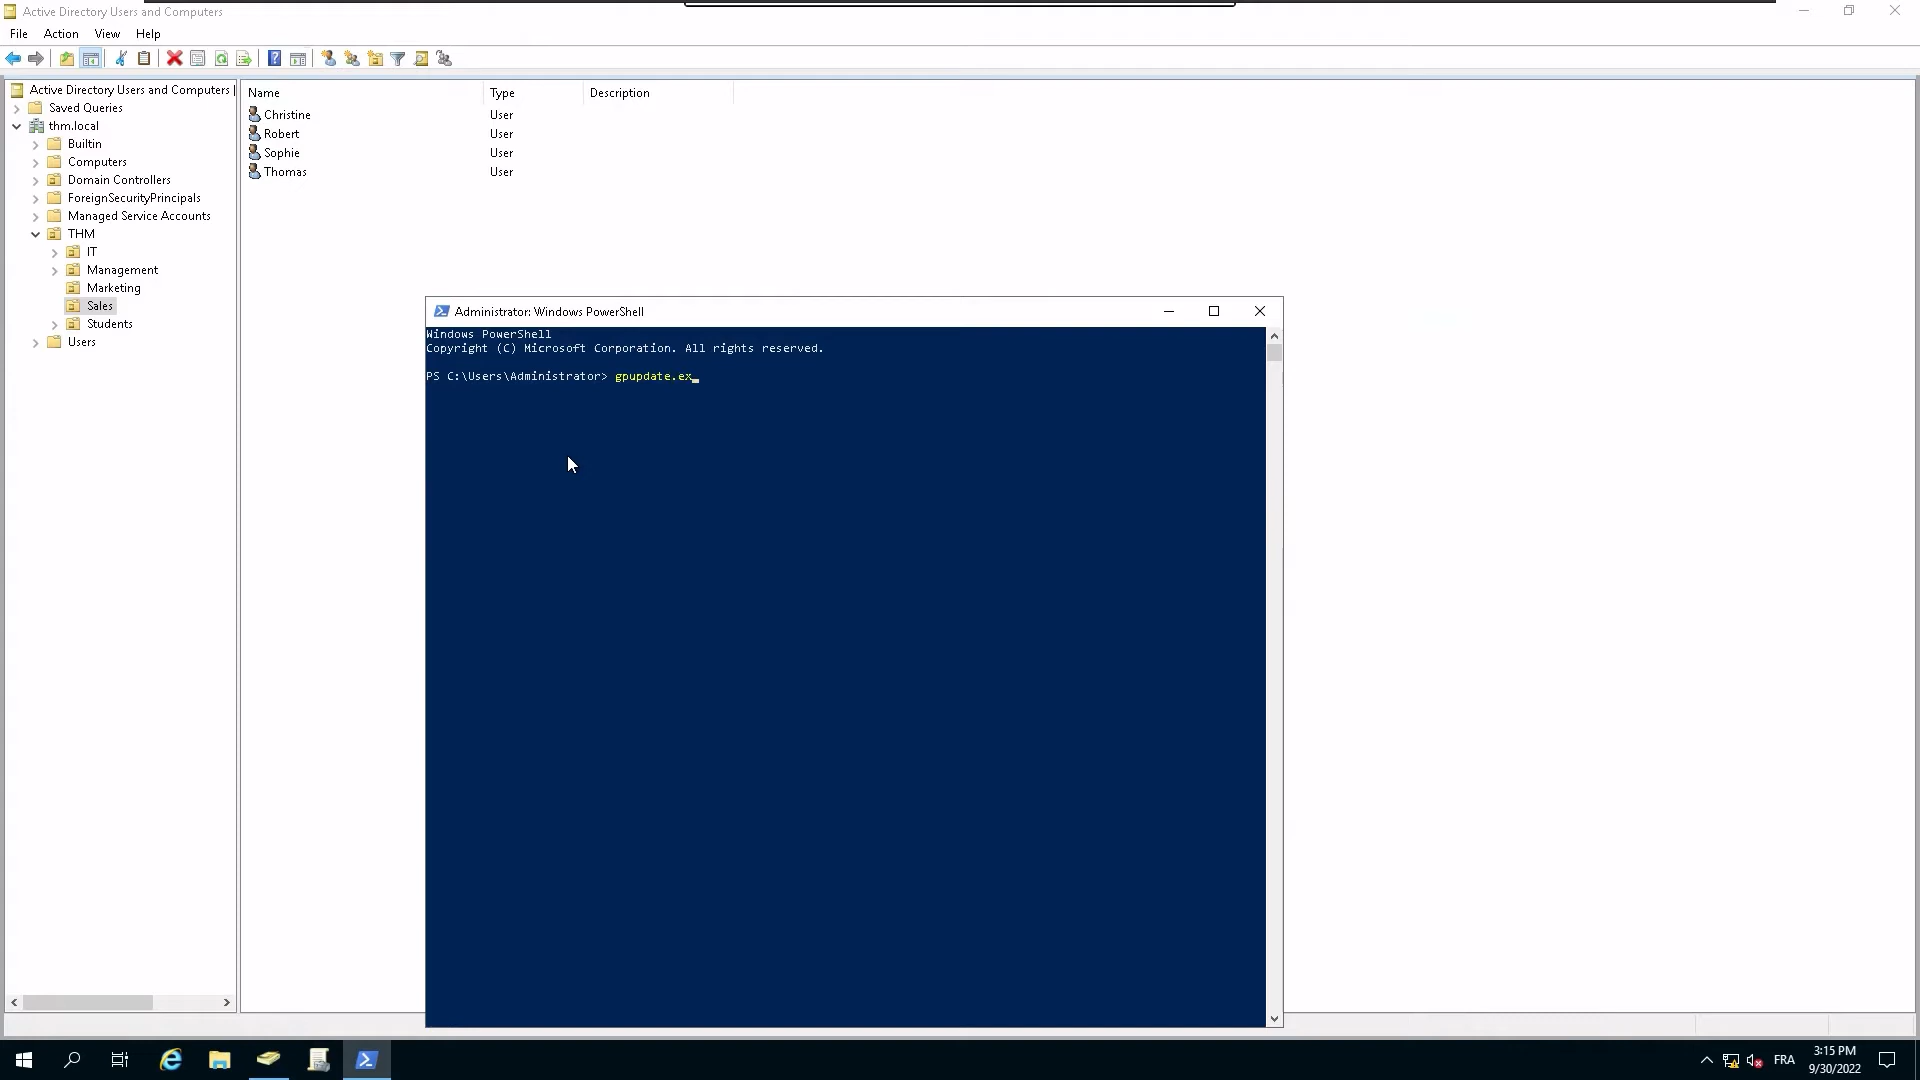 Active Directory Users and Computers
File Action View Help
Active Directory Users and Computers
Saved Queries
thm.local
Builtin
Computers
Domain Controllers
ForeignSecurityPrincipals
Managed Service Accounts
THM
IT
Management
Marketing
Sales
Students
Users
Name Type Description
Christine User
Robert User
Sophie User
Thomas User
Administrator: Windows PowerShell
Windows PowerShell
Copyright (C) Microsoft Corporation. All rights reserved.
PS C:\Users\Administrator> gpupdate.ex
FRA
3:15 PM
9/30/2022